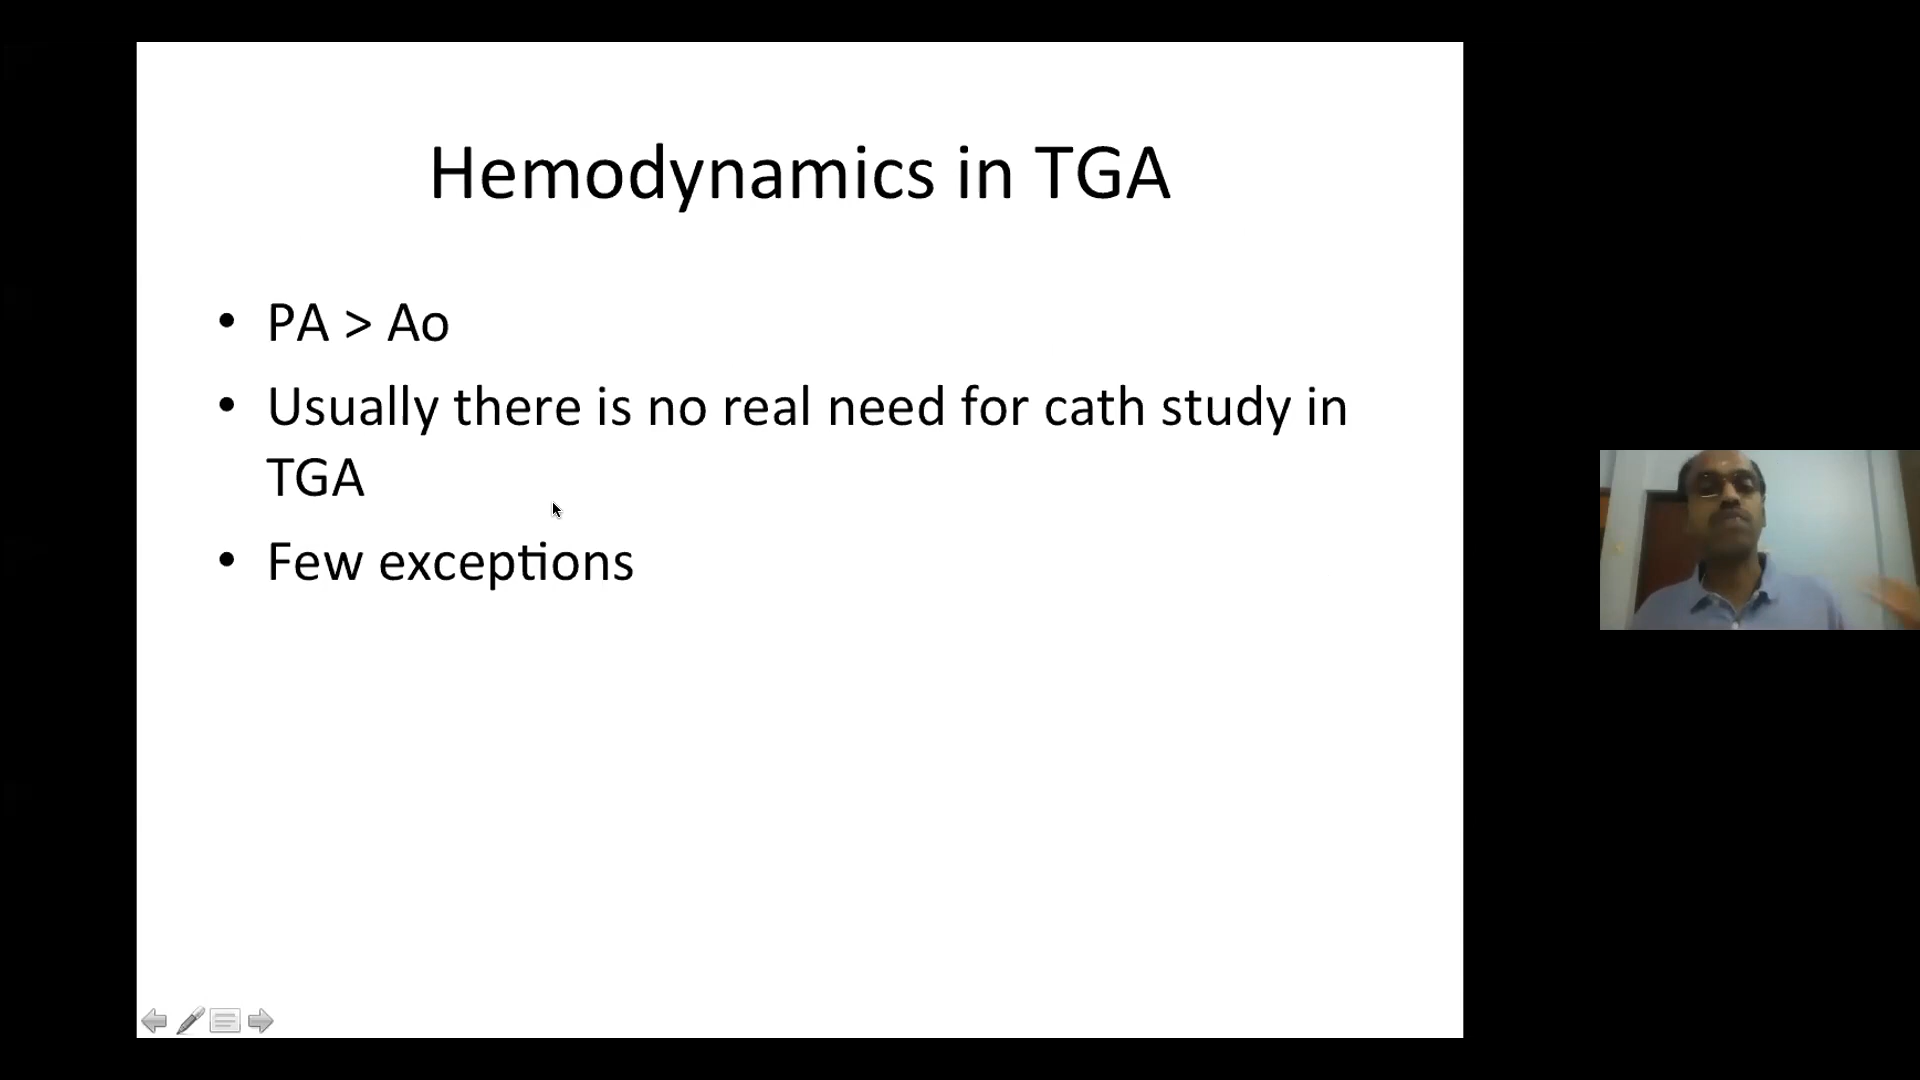 Hemodynamics in TGA
• PA > Ao
• Usually there is no real need for cath study in
TGA
• Few exceptions